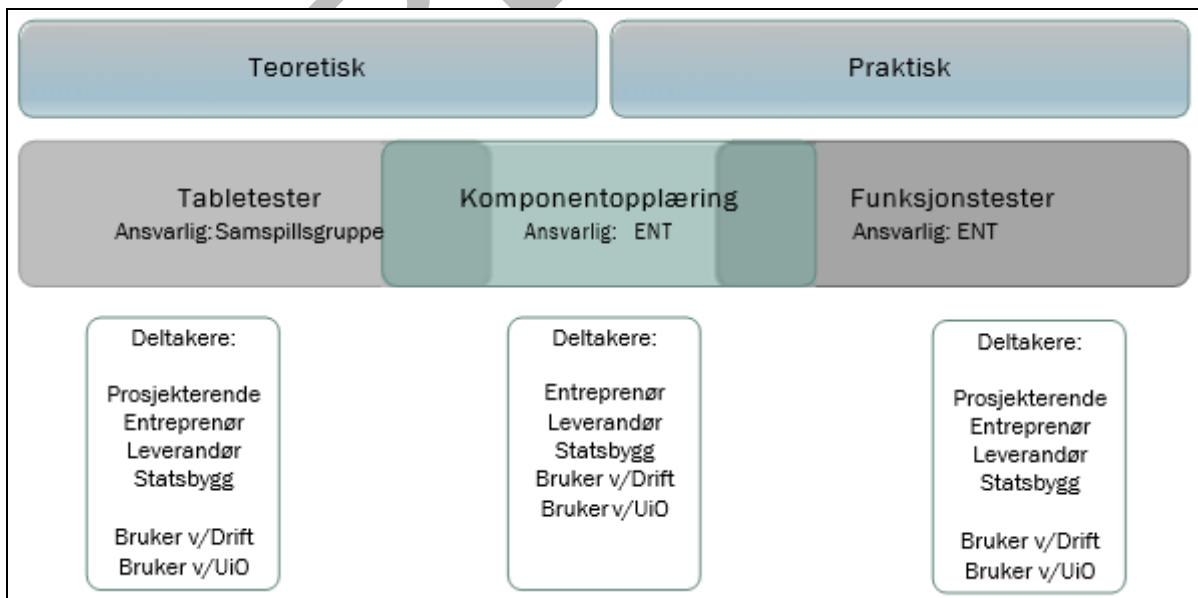 Teoretisk
Praktisk
Tabletester
Ansvarlig: Samspillsgruppe
Komponentopplæring
Ansvarlig: ENT
Funksjonstester
Ansvarlig: ENT
Deltakere:
Prosjekterende
Entreprenør
Leverandør
Statsbygg
Bruker v/Drift
Bruker v/UiO
Deltakere:
Entreprenør
Leverandør
Statsbygg
Bruker v/Drift
Bruker v/UiO
Deltakere:
Prosjekterende
Entreprenør
Leverandør
Statsbygg
Bruker v/Drift
Bruker v/UiO